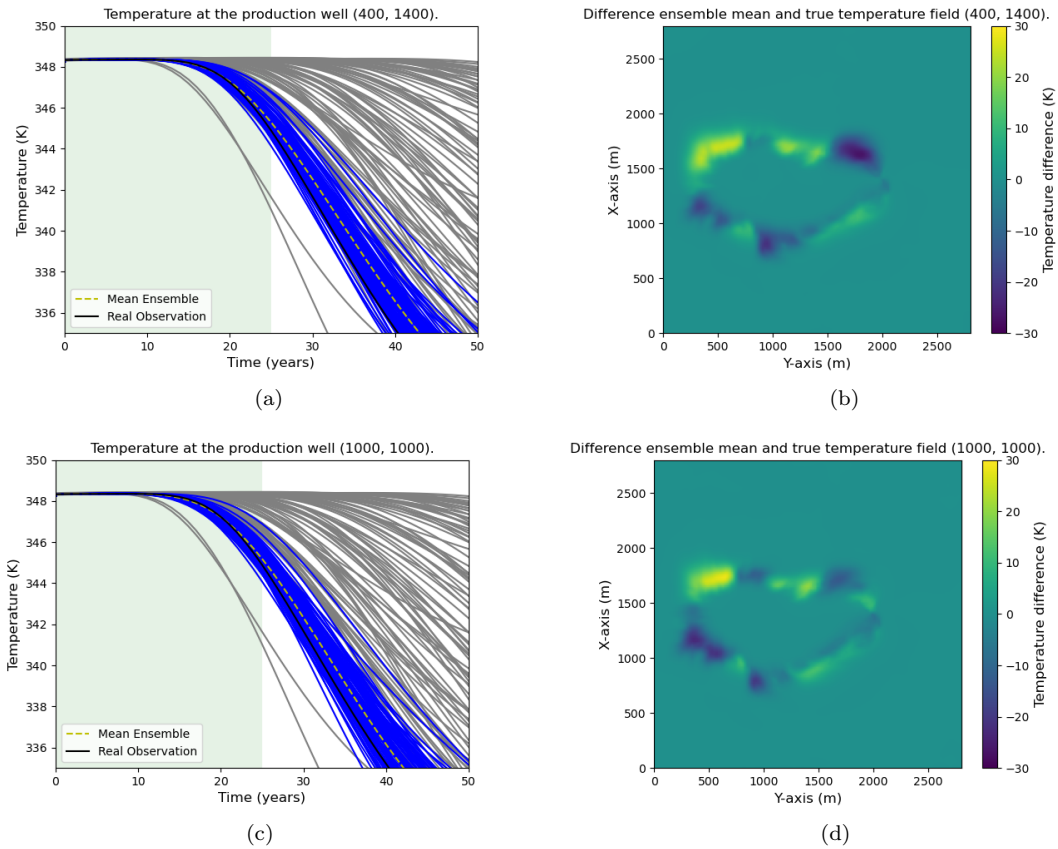 Temperature at the production well (400, 1400).
350
348
346
344
342
340
338
336
Temperature (K)
Mean Ensemble
Real Observation
0 10 20 30 40 50
Time (years)
(a)
Difference ensemble mean and true temperature field (400, 1400).
2500
2000
1500
1000
500
0
X-axis (m)
0 500 1000 1500 2000 2500
Y-axis (m)
30
20
10
0
−10
−20
−30
Temperature difference (K)
(b)
Temperature at the production well (1000, 1000).
350
348
346
344
342
340
338
336
Temperature (K)
Mean Ensemble
Real Observation
0 10 20 30 40 50
Time (years)
(c)
Difference ensemble mean and true temperature field (1000, 1000).
2500
2000
1500
1000
500
0
X-axis (m)
0 500 1000 1500 2000 2500
Y-axis (m)
30
20
10
0
−10
−20
−30
Temperature difference (K)
(d)